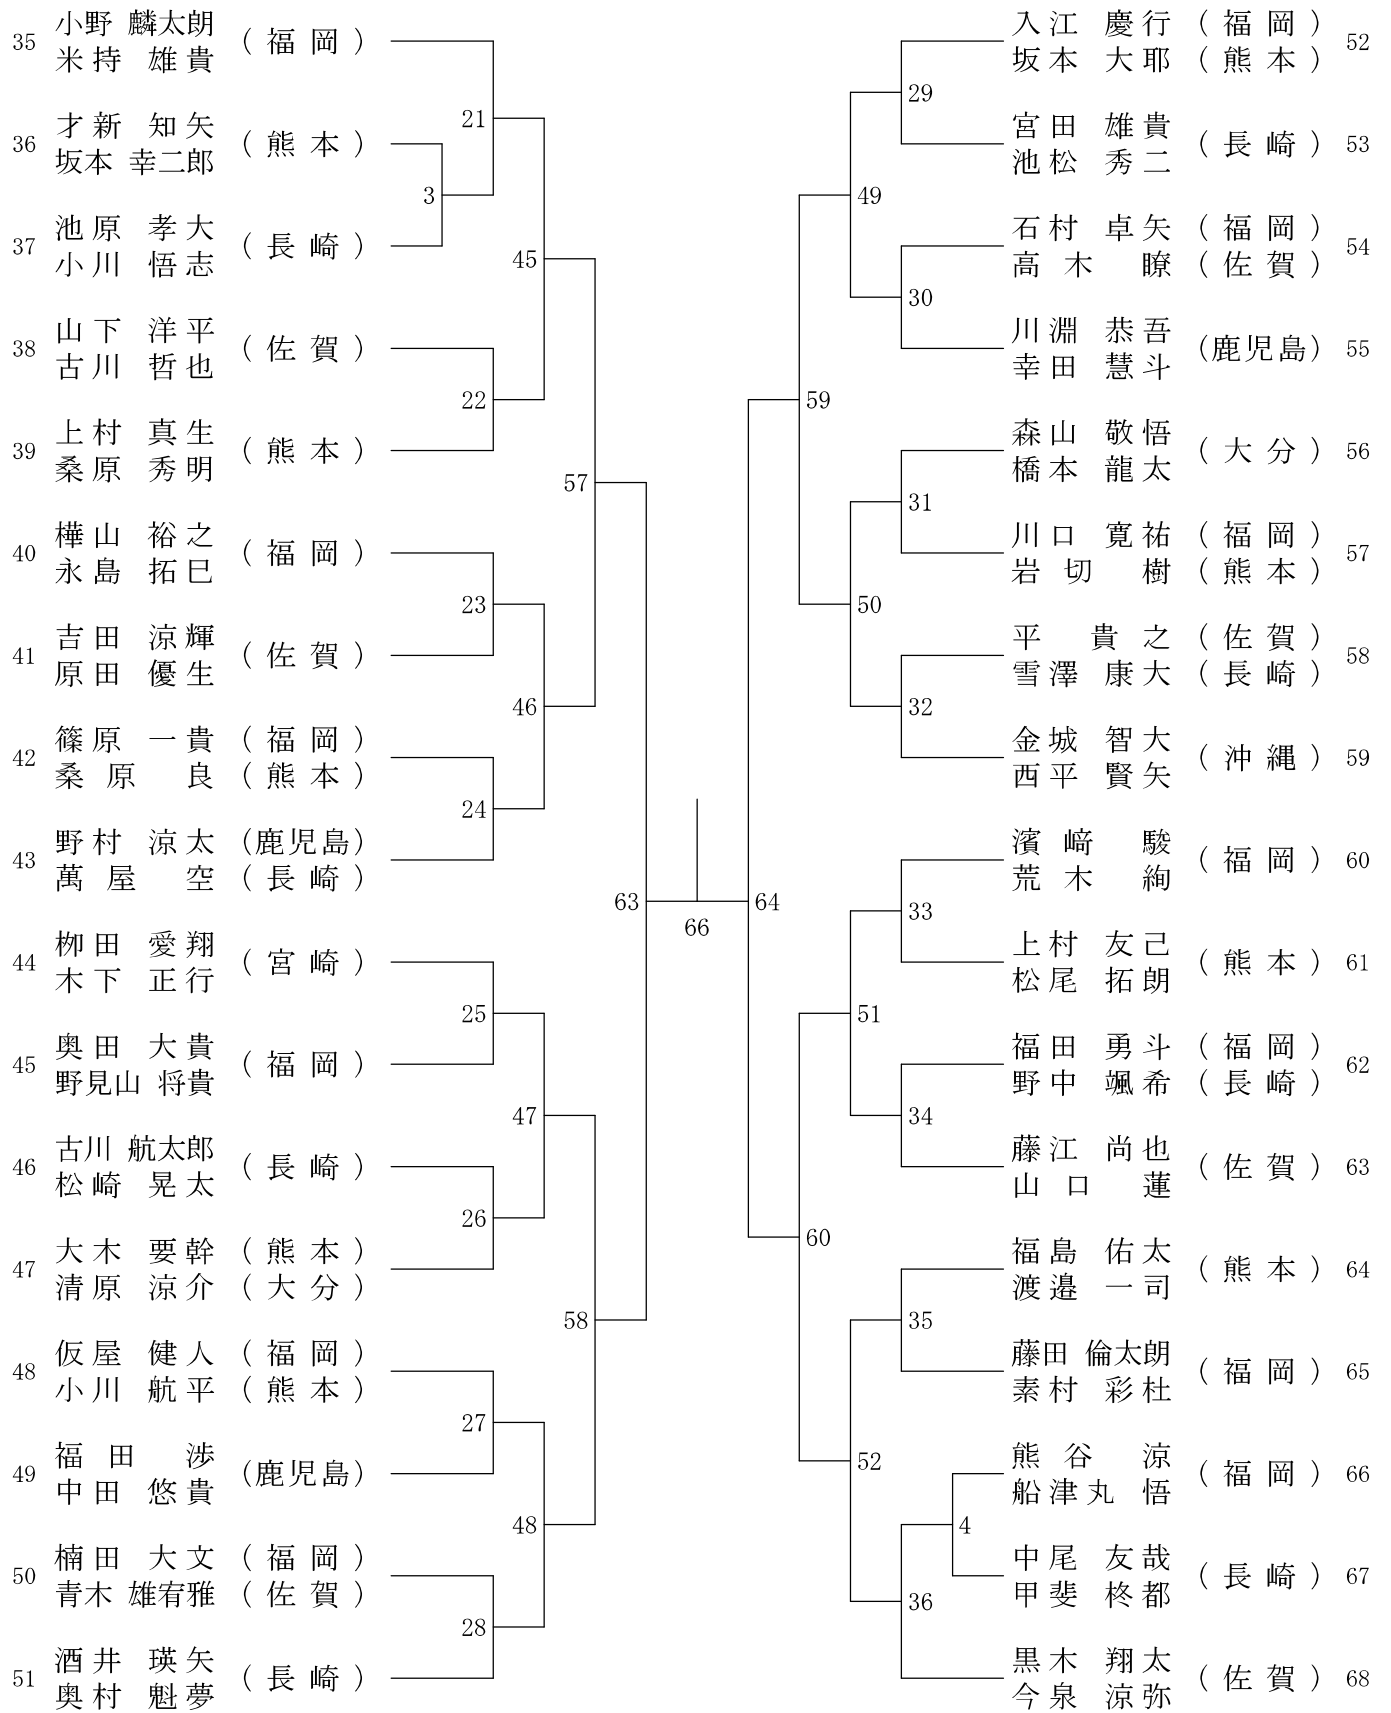 35 小野 麟太朗 (福岡)
米持 雄貴
36 才新 知矢 (熊本)
坂本 幸二郎
37 池原 孝大 (長崎)
小川 悟志
38 山下 洋平 (佐賀)
古川 哲也
39 上村 真生 (熊本)
桑原 秀明
40 樺山 裕之 (福岡)
永島 拓巳
41 吉田 涼輝 (佐賀)
原田 優生
42 篠原 一貴 (福岡)
桑原 良 (熊本)
43 野村 涼太 (鹿児島)
萬屋 空 (長崎)
44 栁田 愛翔 (宮崎)
木下 正行
45 奥田 大貴 (福岡)
野見山 将貴
46 古川 航太郎 (長崎)
松崎 晃太
47 大木 要幹 (熊本)
清原 涼介 (大分)
48 仮屋 健人 (福岡)
小川 航平 (熊本)
49 福田 渉 (鹿児島)
中田 悠貴
50 楠田 大文 (福岡)
青木 雄宥雅 (佐賀)
51 酒井 瑛矢 (長崎)
奥村 魁夢
3
21
22
23
24
25
26
27
28
45
46
47
48
57
58
63
66
64
59
60
49
50
51
52
29
30
31
32
33
34
35
36
4
入江 慶行 (福岡) 52
坂本 大耶 (熊本)
宮田 雄貴 (長崎) 53
池松 秀二
石村 卓矢 (福岡) 54
高木 瞭 (佐賀)
川淵 恭吾 (鹿児島) 55
幸田 慧斗
森山 敬悟 (大分) 56
橋本 龍太
川口 寛祐 (福岡) 57
岩切 樹 (熊本)
平 貴之 (佐賀) 58
雪澤 康大 (長崎)
金城 智大 (沖縄) 59
西平 賢矢
濱﨑 駿 (福岡) 60
荒木 絢
上村 友己 (熊本) 61
松尾 拓朗
福田 勇斗 (福岡) 62
野中 颯希 (長崎)
藤江 尚也 (佐賀) 63
山口 蓮
福島 佑太 (熊本) 64
渡邉 一司
藤田 倫太朗 (福岡) 65
素村 彩杜
熊谷 涼 (福岡) 66
船津丸 悟
中尾 友哉 (長崎) 67
甲斐 柊都
黒木 翔太 (佐賀) 68
今泉 涼弥